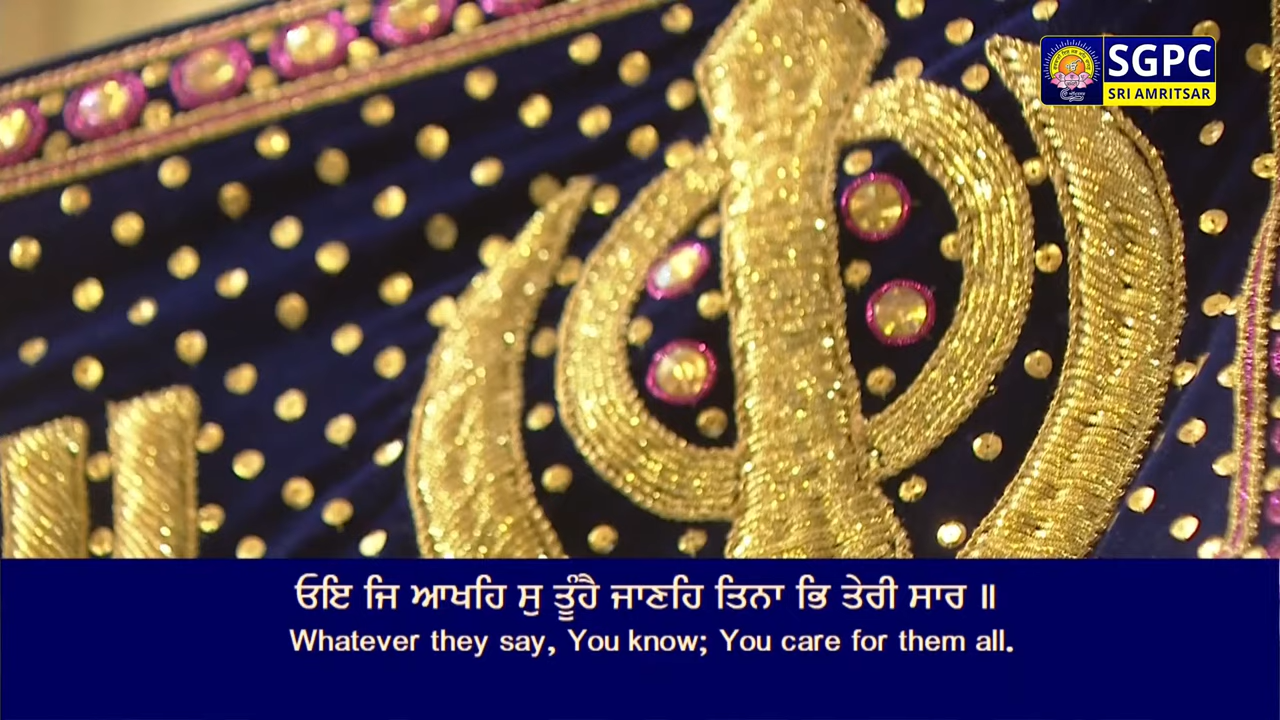 SGPC
SRI AMRITSAR
ਓਇ ਜਿ ਆਖਹਿ ਸੁ ਤੂੰਹੈ ਜਾਣਹਿ ਤਿਨਾ ਭਿ ਤੇਰੀ ਸਾਰ ॥
Whatever they say, You know; You care for them all.